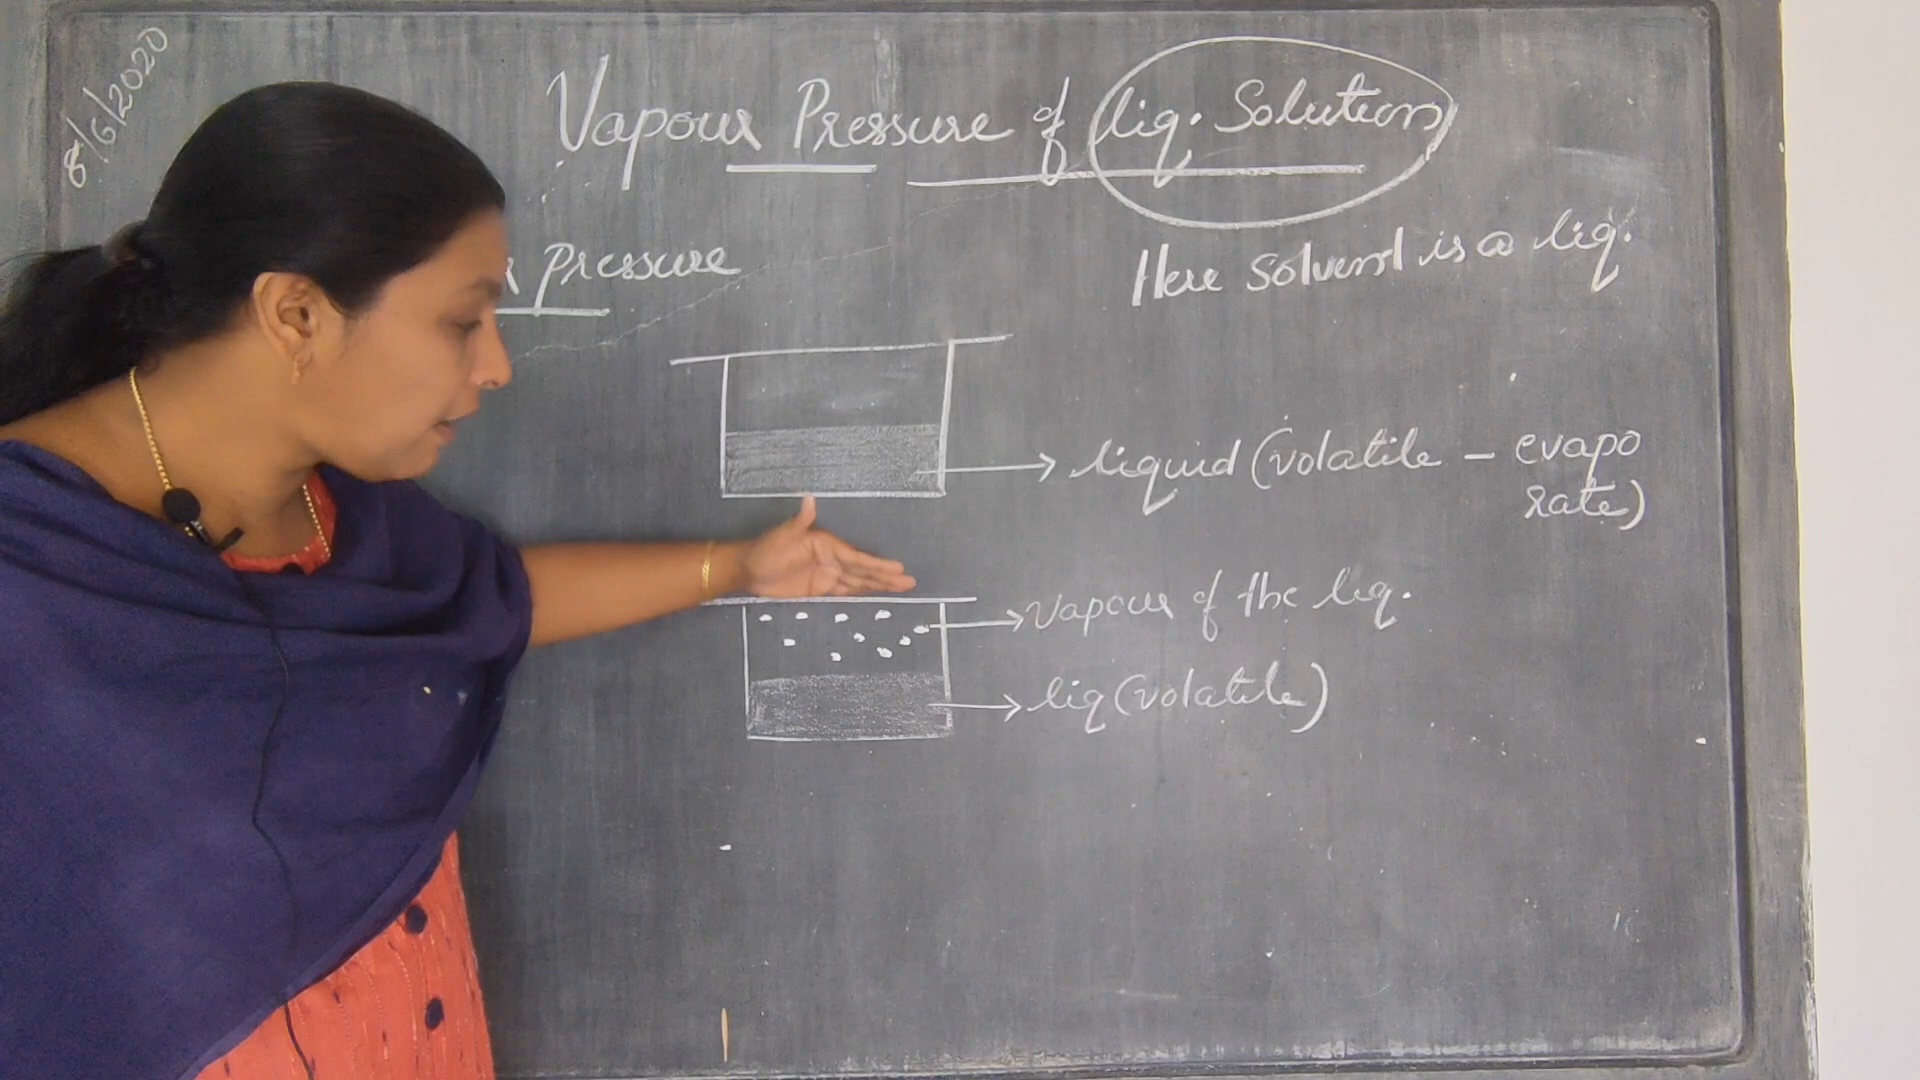 8/6/2020
Vapour Pressure of liq. Solution
Pressure
Here Solvent is a liq.
liquid (volatile - evapo
rate)
Vapour of the liq.
liq (volatile)